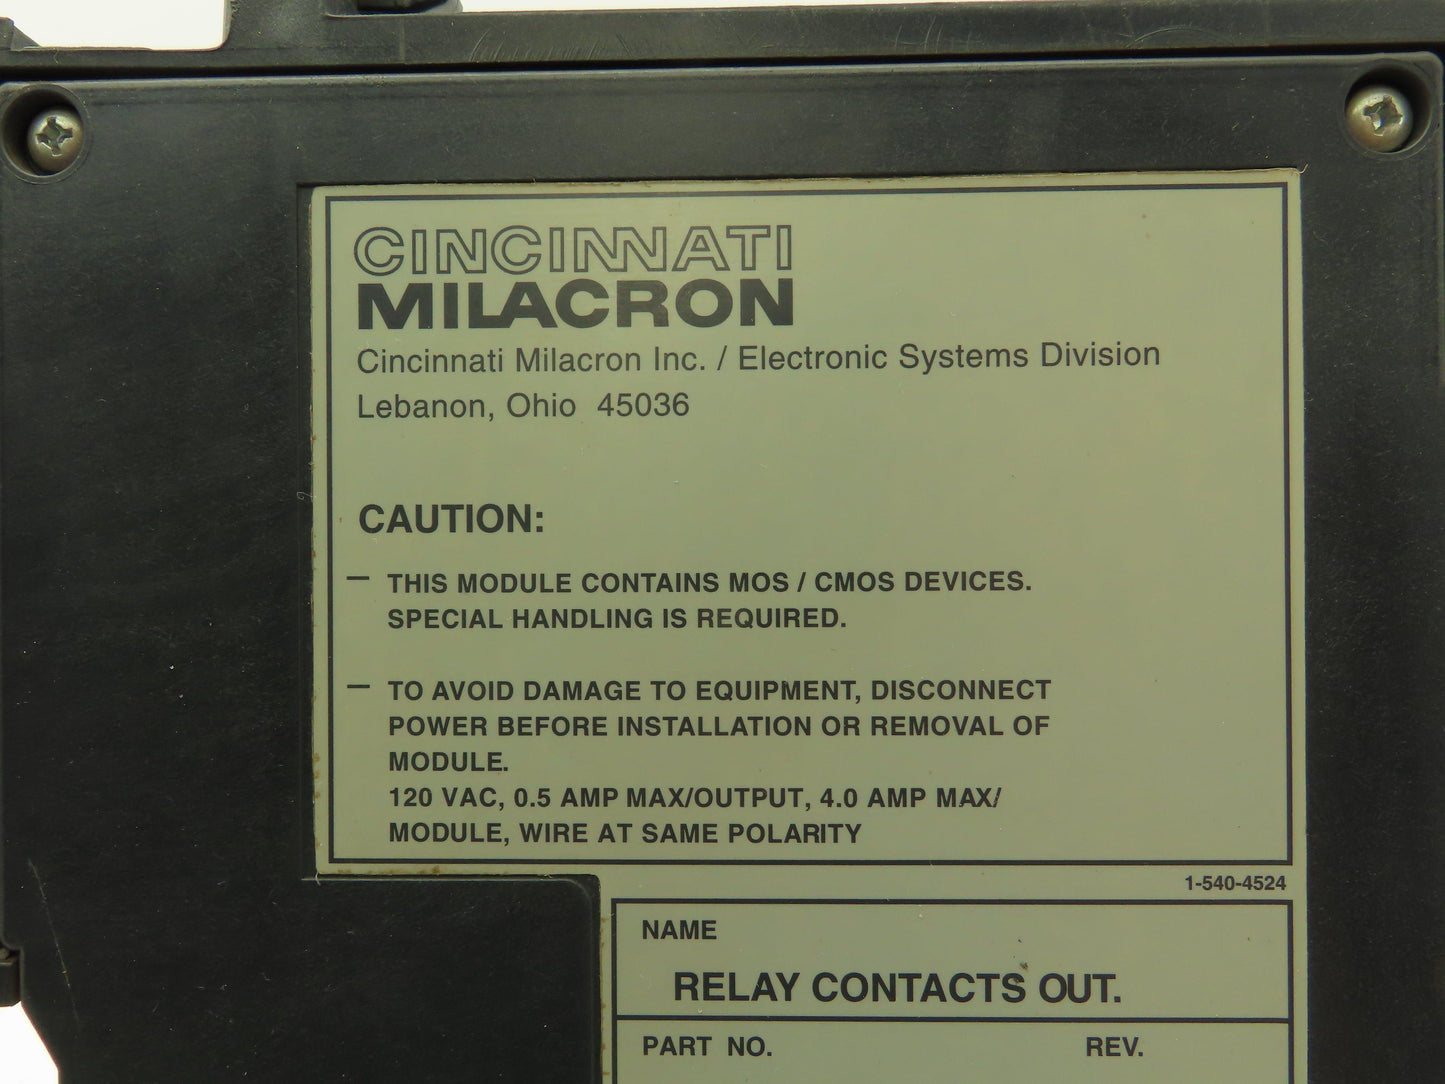 CINCINNATI
MILACRON
Cincinnati Milacron Inc. / Electronic Systems Division
Lebanon, Ohio 45036
CAUTION:
— THIS MODULE CONTAINS MOS / CMOS DEVICES.
SPECIAL HANDLING IS REQUIRED.
— TO AVOID DAMAGE TO EQUIPMENT, DISCONNECT
POWER BEFORE INSTALLATION OR REMOVAL OF
MODULE.
120 VAC, 0.5 AMP MAX/OUTPUT, 4.0 AMP MAX/
MODULE, WIRE AT SAME POLARITY
1-540-4524
NAME
RELAY CONTACTS OUT.
PART NO. REV.